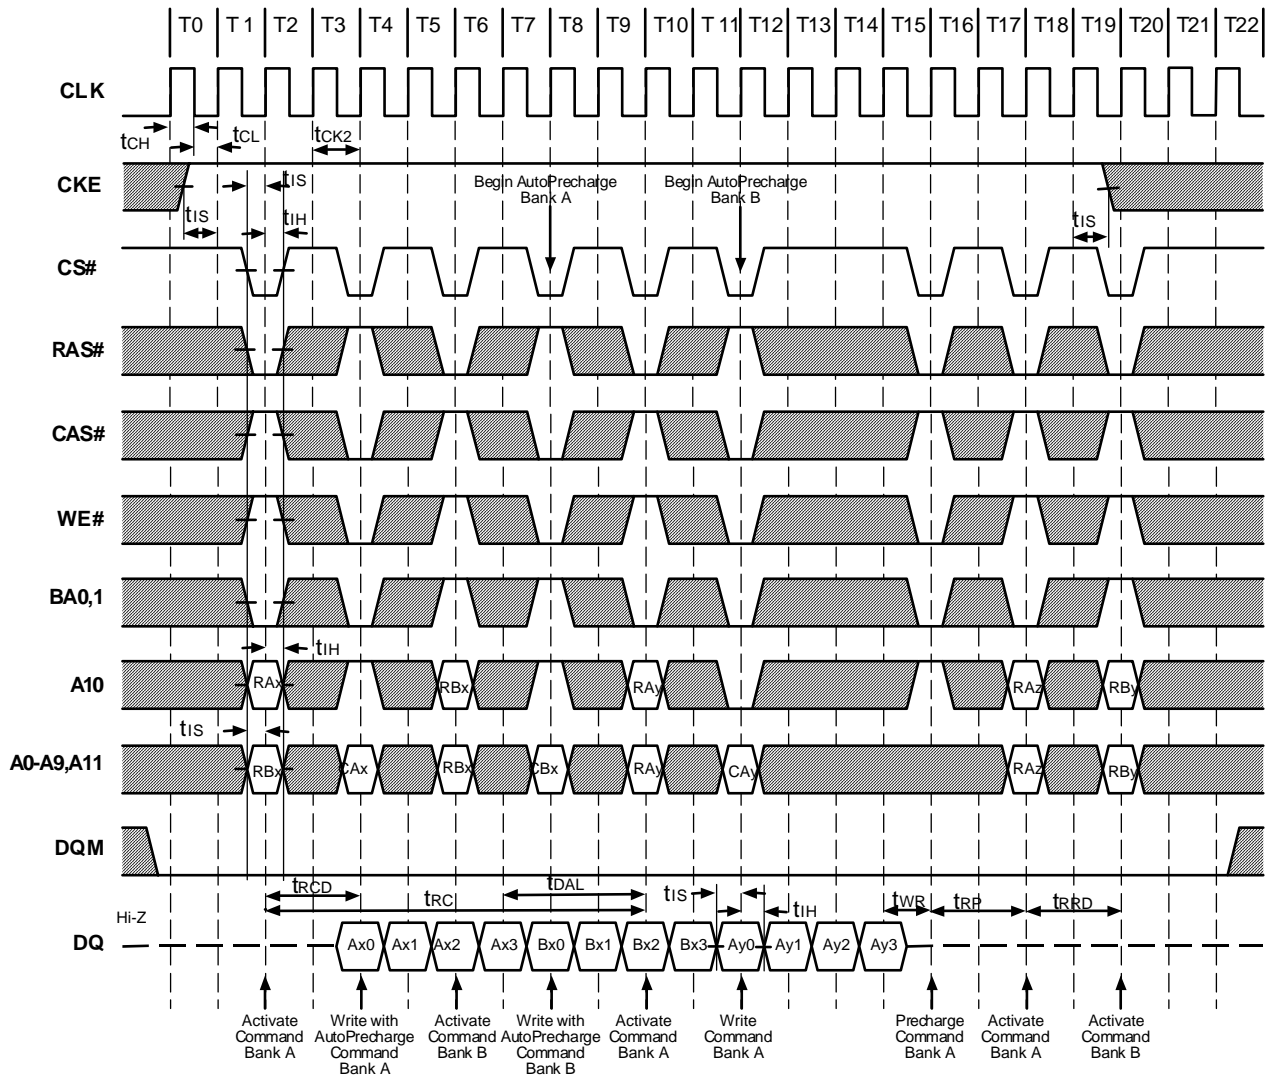 T0 T 1 T2 T3 T4 T5 T6 T7 T8 T9 T10 T 11 T12 T13 T14 T15 T16 T17 T18 T19 T20 T21 T22
CLK
tCH tCL tCK2
CKE
tIS
Begin AutoPrecharge
Bank A
Begin AutoPrecharge
Bank B
tIS tIH tIS
CS#
RAS#
CAS#
WE#
BA0,1
tIH
A10 RAx RBx RAy RAz RBy
tIS
A0-A9,A11 RBx CAx RBx CBx RAy CAy RAz RBy
DQM
tRCD tRC tDAL tIS tIH tWR tRP tRRD
Hi-Z
DQ Ax0 Ax1 Ax2 Ax3 Bx0 Bx1 Bx2 Bx3 Ay0 Ay1 Ay2 Ay3
Activate
Command
Bank A
Write with
AutoPrecharge
Command
Bank A
Activate
Command
Bank B
Write with
AutoPrecharge
Command
Bank B
Activate
Command
Bank A
Write
Command
Bank A
Precharge
Command
Bank A
Activate
Command
Bank A
Activate
Command
Bank B